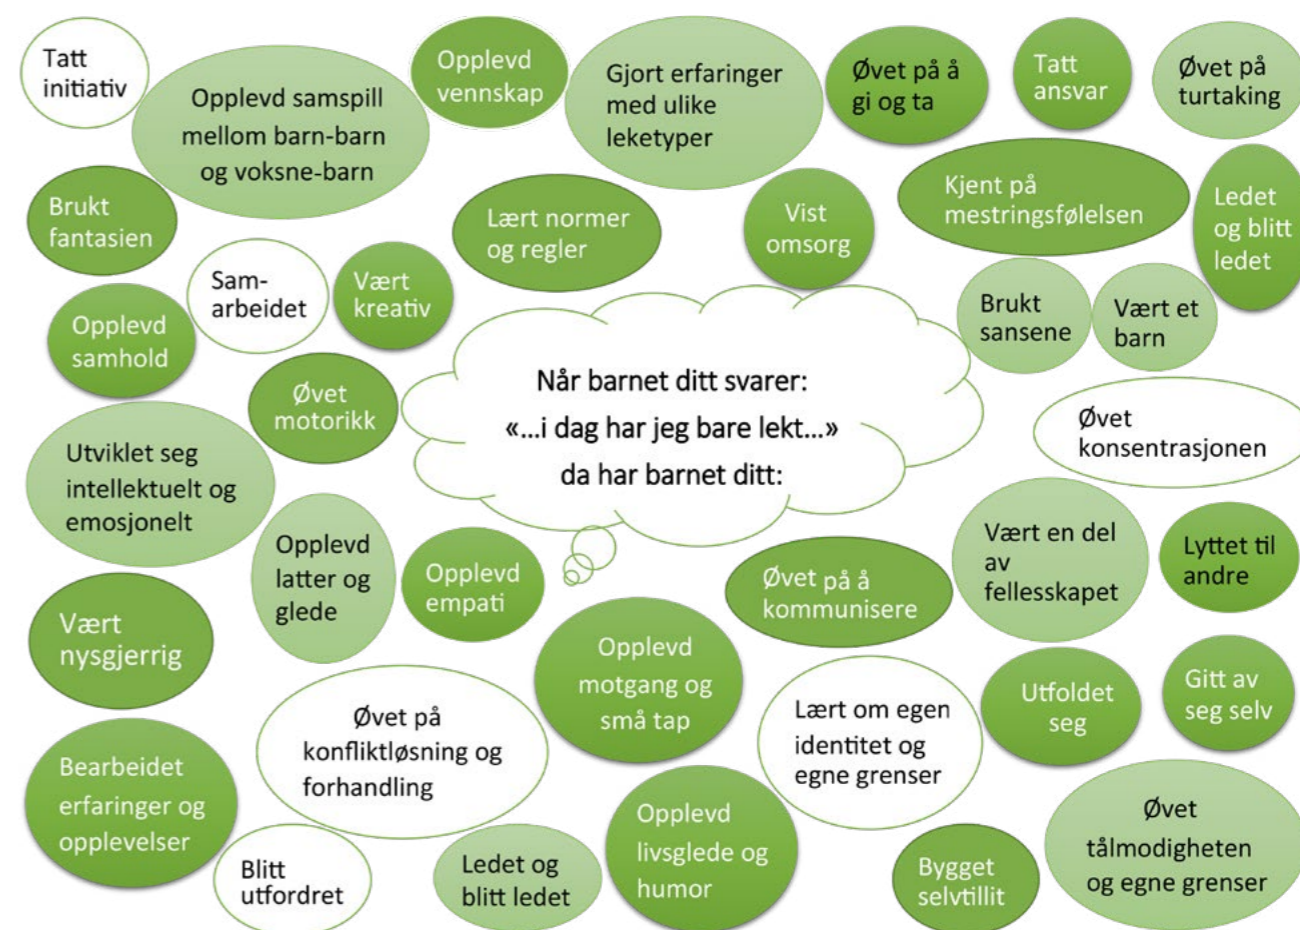 Tatt
initiativ
Opplevd samspill
mellom barn-barn
og voksne-barn
Opplevd
vennskap
Gjort erfaringer
med ulike
leketyper
Øvet på å
gi og ta
Tatt
ansvar
Øvet på
turtaking
Brukt
fantasien
Lært normer
og regler
Vist
omsorg
Kjent på
mestringsfølelsen
Ledet
og blitt
ledet
Sam-
arbeidet
Vært
kreativ
Opplevd
samhold
Brukt
sansene
Vært et
barn
Øvet
motorikk
Når barnet ditt svarer:
«...i dag har jeg bare lekt...»
da har barnet ditt:
Øvet
konsentrasjonen
Utviklet seg
intellektuelt og
emosjonelt
Opplevd
latter og
glede
Opplevd
empati
Øvet på å
kommunisere
Vært en del
av
fellesskapet
Lyttet til
andre
Vært
nysgjerrig
Opplevd
motgang og
små tap
Utfoldet
seg
Gitt av
seg selv
Øvet på
konfliktløsning og
forhandling
Lært om egen
identitet og
egne grenser
Bearbeidet
erfaringer og
opplevelser
Opplevd
livsglede og
humor
Øvet
tålmodigheten
og egne grenser
Blitt
utfordret
Ledet og
blitt ledet
Bygget
selvtillit